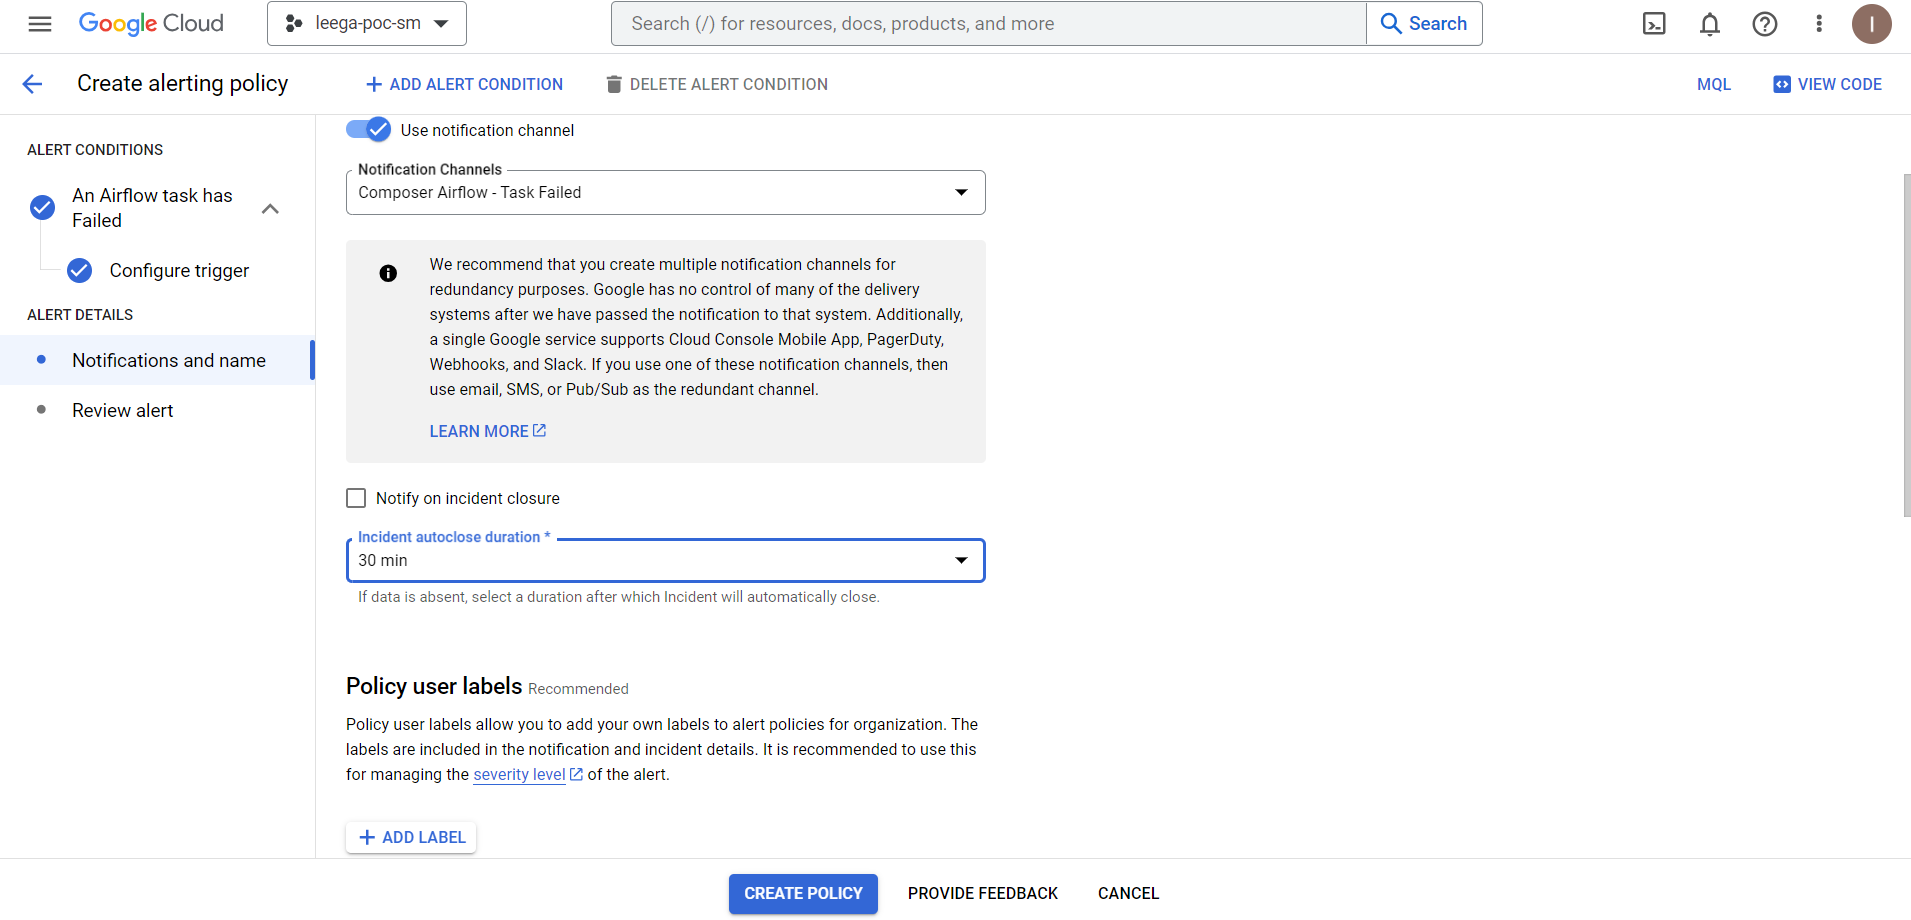 Google Cloud
leega-poc-sm
Search (/) for resources, docs, products, and more
Search
I
Create alerting policy
ADD ALERT CONDITION
DELETE ALERT CONDITION
MQL
VIEW CODE
ALERT CONDITIONS
An Airflow task has
Failed
Configure trigger
ALERT DETAILS
Notifications and name
Review alert
Use notification channel
Notification Channels
Composer Airflow - Task Failed
We recommend that you create multiple notification channels for
redundancy purposes. Google has no control of many of the delivery
systems after we have passed the notification to that system. Additionally,
a single Google service supports Cloud Console Mobile App, PagerDuty,
Webhooks, and Slack. If you use one of these notification channels, then
use email, SMS, or Pub/Sub as the redundant channel.
LEARN MORE
Notify on incident closure
Incident autoclose duration *
30 min
If data is absent, select a duration after which Incident will automatically close.
Policy user labels Recommended
Policy user labels allow you to add your own labels to alert policies for organization. The
labels are included in the notification and incident details. It is recommended to use this
for managing the severity level of the alert.
ADD LABEL
CREATE POLICY
PROVIDE FEEDBACK
CANCEL